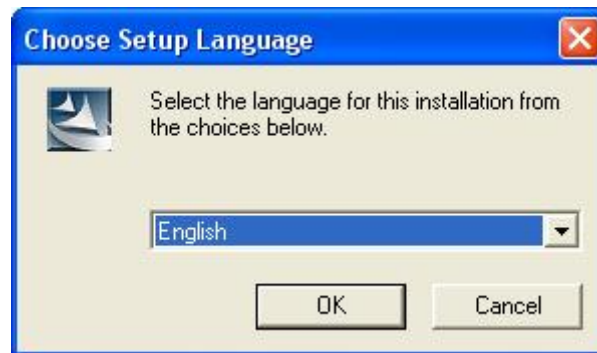 Choose Setup Language
Select the language for this installation from
the choices below.
English
OK
Cancel